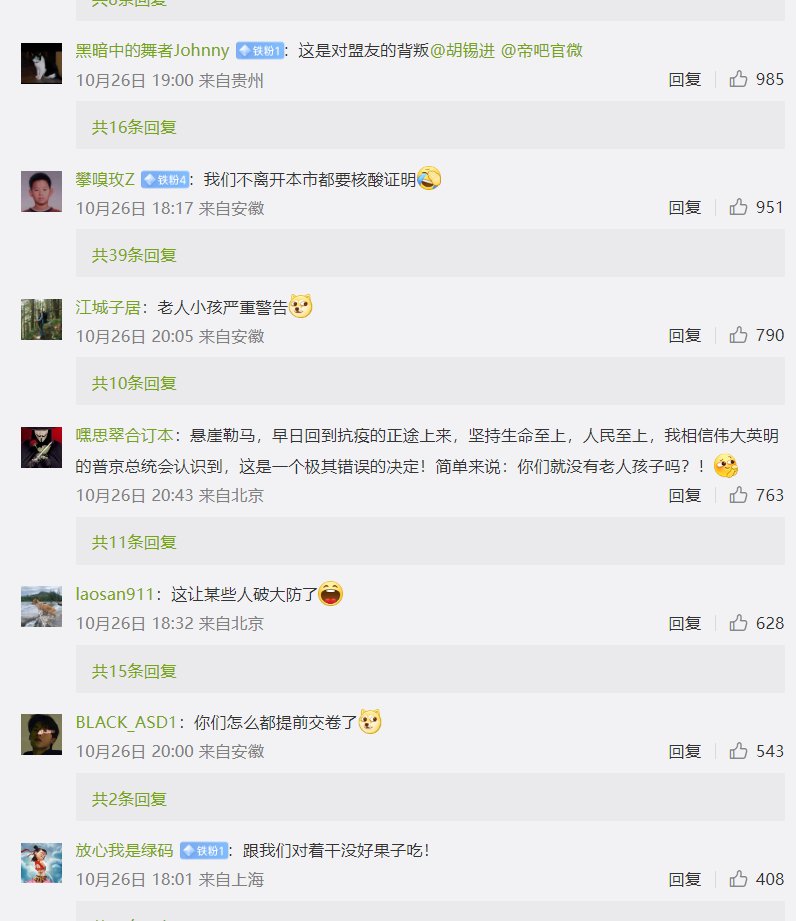 共8条回复
黑暗中的舞者Johnny 铁粉1：这是对盟友的背叛@胡锡进 @帝吧官微
10月26日 19:00 来自贵州 回复 985
共16条回复
攀嗅玫Z 铁粉4：我们不离开本市都要核酸证明
10月26日 18:17 来自安徽 回复 951
共39条回复
江城子居：老人小孩严重警告
10月26日 20:05 来自安徽 回复 790
共10条回复
嘿思翠合订本：悬崖勒马，早日回到抗疫的正途上来，坚持生命至上，人民至上，我相信伟大英明
的普京总统会认识到，这是一个极其错误的决定！简单来说：你们就没有老人孩子吗？！
10月26日 20:43 来自北京 回复 763
共11条回复
laosan911：这让某些人破大防了
10月26日 18:32 来自北京 回复 628
共15条回复
BLACK_ASD1：你们怎么都提前交卷了
10月26日 20:00 来自安徽 回复 543
共2条回复
放心我是绿码 铁粉1：跟我们对着干没好果子吃！
10月26日 18:01 来自上海 回复 408